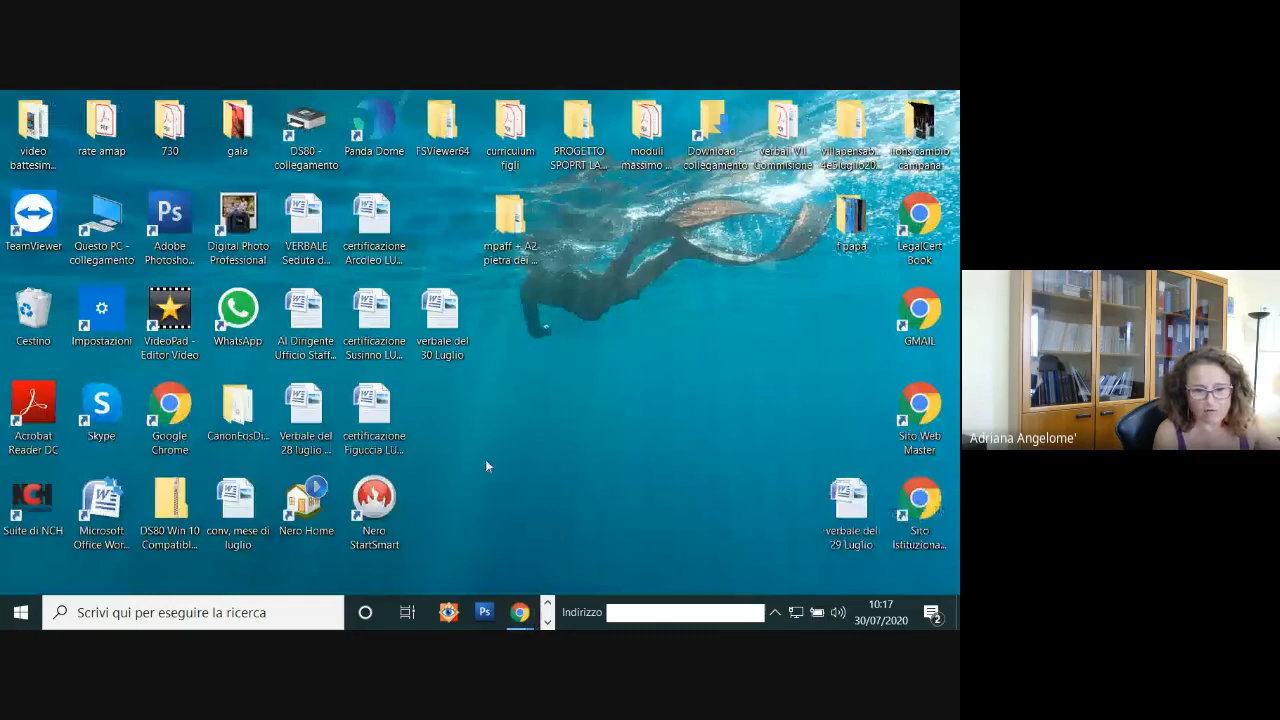 video
battesim...
rate amap
730
gaia
DS80 -
collegamento
Panda Dome
FSViewer64
curriculum
figli
PROGETTO
SPOPRT LA...
moduli
massimo ...
Download -
collegamento
verbali VII
Commisione
lions cambio
campana
TeamViewer
Questo PC -
collegamento
Adobe
Photosho...
Digital Photo
Professional
VERBALE
Seduta d...
certificazione
Arcoleo LU...
mpaff + A2
pietra dei ...
f papà
LegalCert
Book
Cestino
Impostazioni
VideoPad -
Editor Video
WhatsApp
Al Dirigente
Ufficio Staff...
certificazione
Susinno LU...
verbale del
30 Luglio
GMAIL
Acrobat
Reader DC
Skype
Google
Chrome
CanonEosDi...
Verbale del
28 luglio ...
certificazione
Figuccia LU...
Sito Web
Master
Suite di NCH
Microsoft
Office Wor...
DS80 Win 10
Compatibl...
conv, mese di
luglio
Nero Home
Nero
StartSmart
verbale del
29 Luglio
Sito
Istituziona...
Scrivi qui per eseguire la ricerca
Indirizzo
10:17
30/07/2020
2
Adriana Angelome'